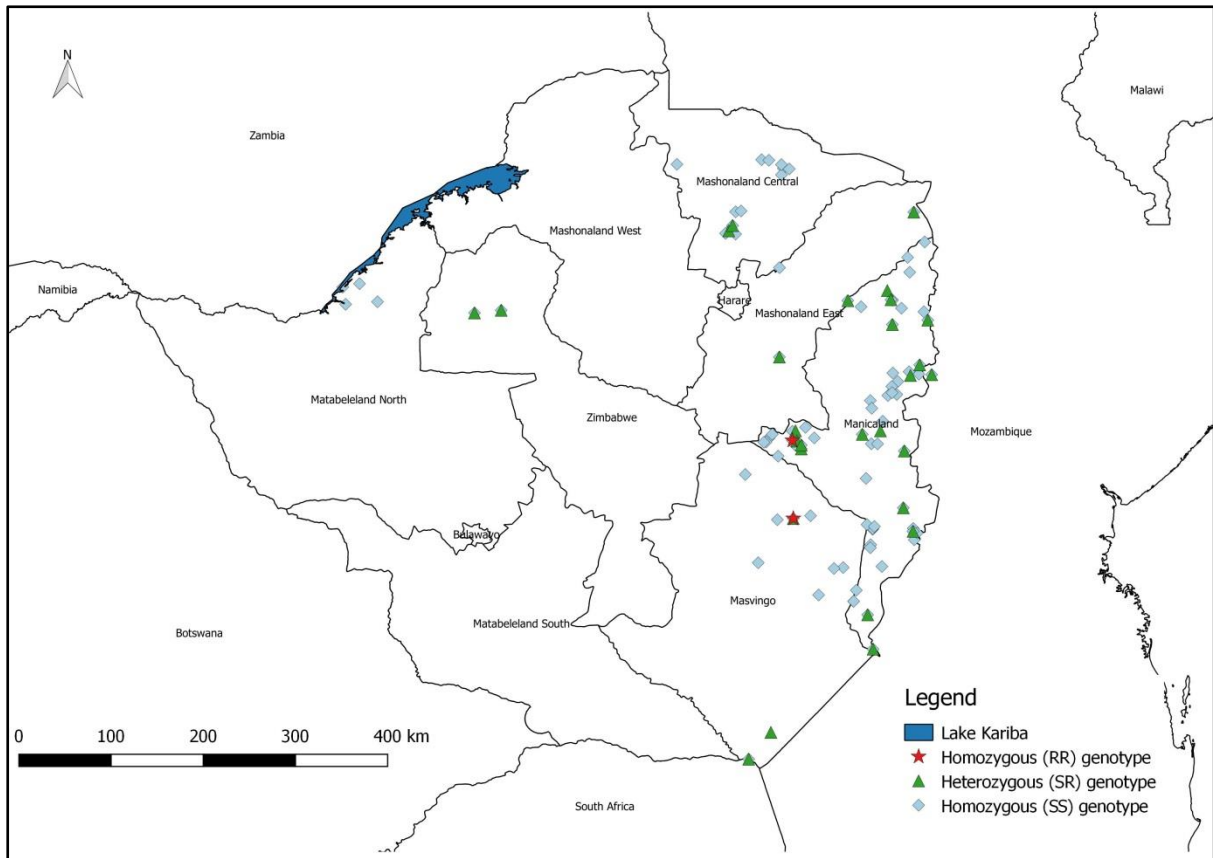 N
Malawi
Zambia
Mashonaland Central
Mashonaland West
Namibia
Harare
Mashonaland East
Matabeleland North
Zimbabwe
Manicaland
Mozambique
Bulawayo
Masvingo
Matabeleland South
Botswana
South Africa
0 100 200 300 400 km
Legend
Lake Kariba
Homozygous (RR) genotype
Heterozygous (SR) genotype
Homozygous (SS) genotype